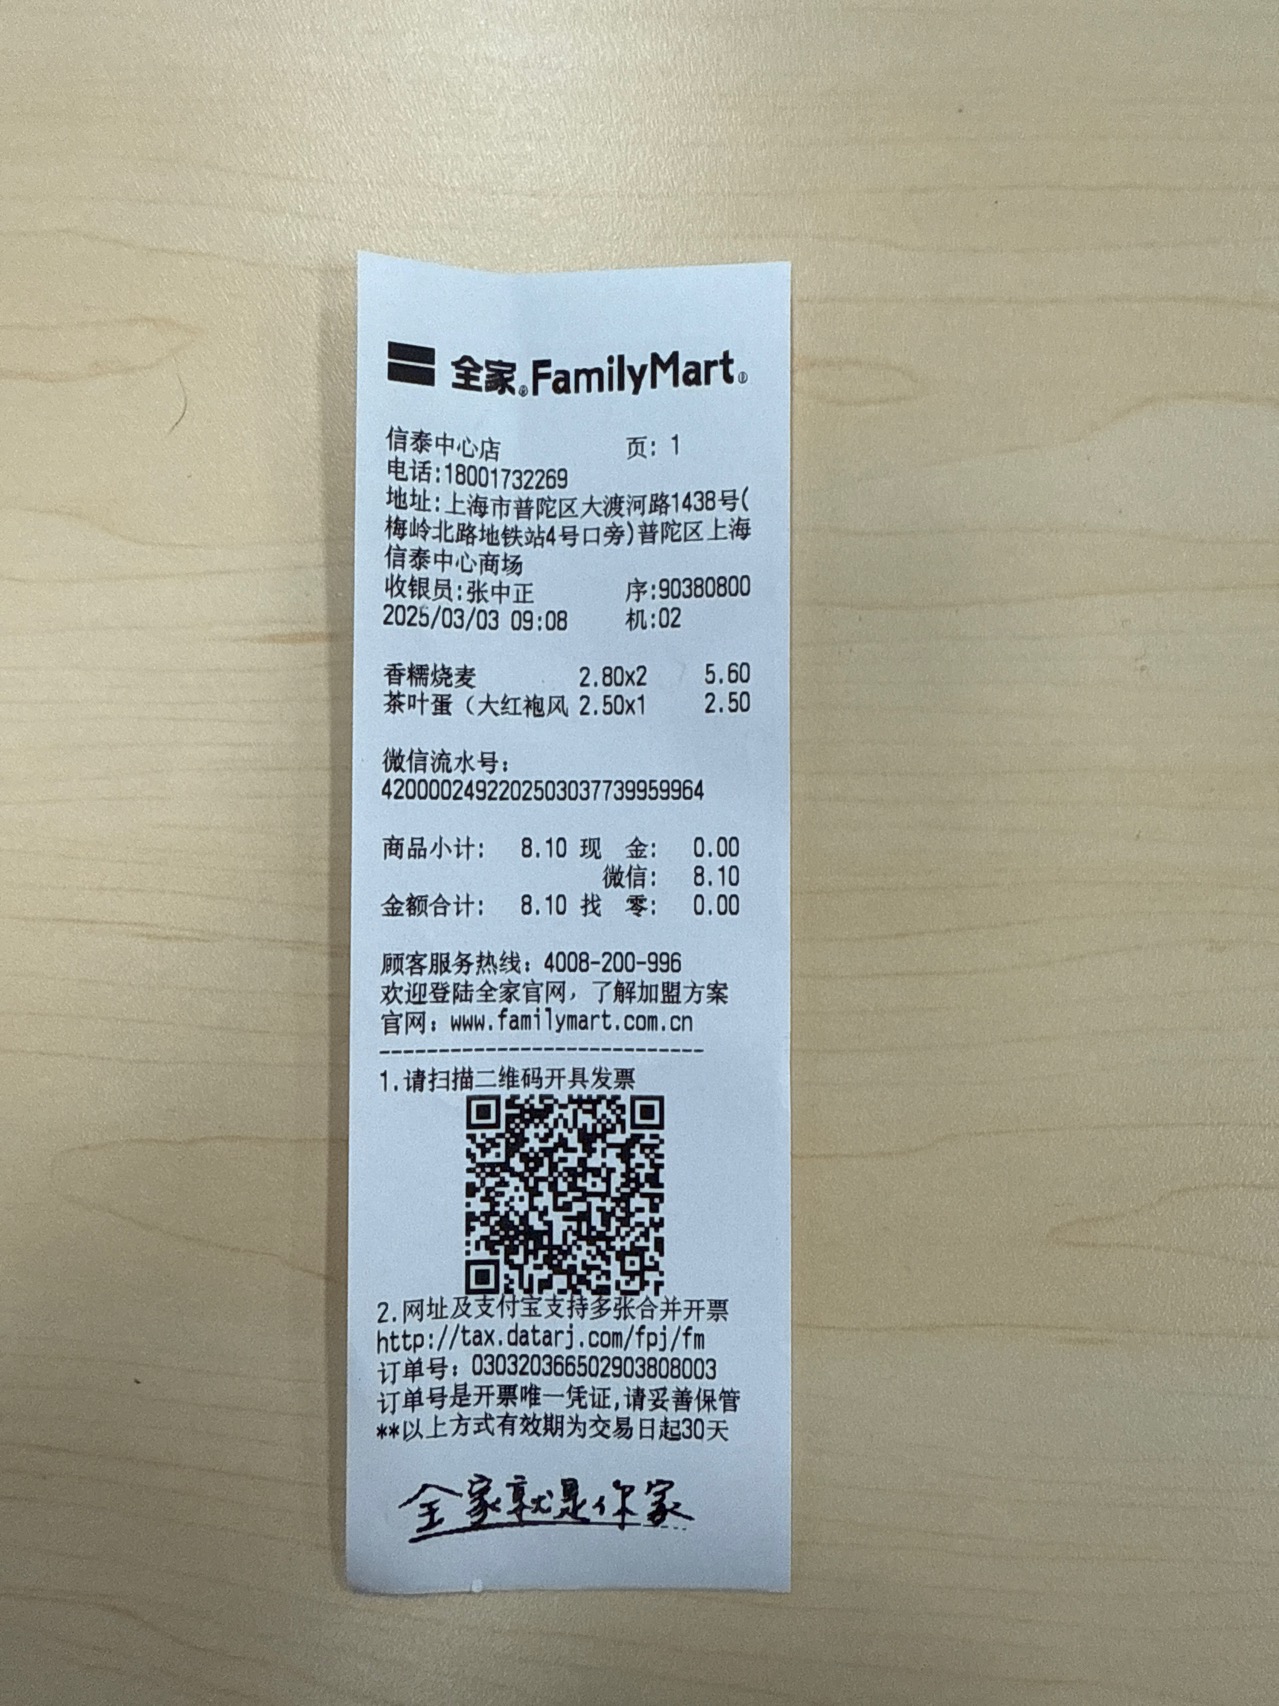 全家®FamilyMart®
信泰中心店 页: 1
电话:18001732269
地址:上海市普陀区大渡河路1438号(
梅岭北路地铁站4号口旁)普陀区上海
信泰中心商场
收银员:张中正 序:90380800
2025/03/03 09:08 机:02
香糯烧麦 2.80x2 5.60
茶叶蛋（大红袍风 2.50x1 2.50
微信流水号:
4200002492202503037739959964
商品小计: 8.10 现 金: 0.00
微信: 8.10
金额合计: 8.10 找 零: 0.00
顾客服务热线: 4008-200-996
欢迎登陆全家官网，了解加盟方案
官网: www.familymart.com.cn
---------------------------
1.请扫描二维码开具发票
2.网址及支付宝支持多张合并开票
http://tax.datarj.com/fpj/fm
订单号: 030320366502903808003
订单号是开票唯一凭证,请妥善保管
**以上方式有效期为交易日起30天
全家就是你家